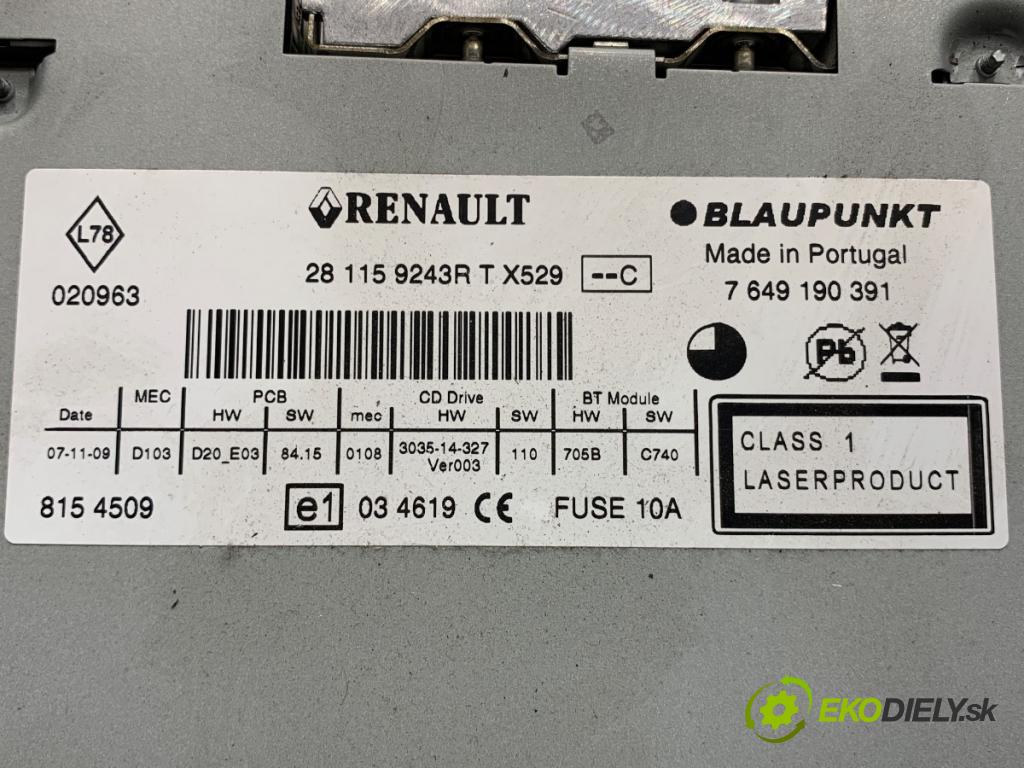 L78
020963
RENAULT
28 115 9243R T X529 --C
BLAUPUNKT
Made in Portugal
7 649 190 391
Pb
MEC PCB CD Drive BT Module
Date HW SW mec HW SW HW SW
07-11-09 D103 D20_E03 84.15 0108 3035-14-327 Ver003 110 705B C740
815 4509 e1 03 4619 CE FUSE 10A
CLASS 1
LASERPRODUCT
EKODIELY.sk